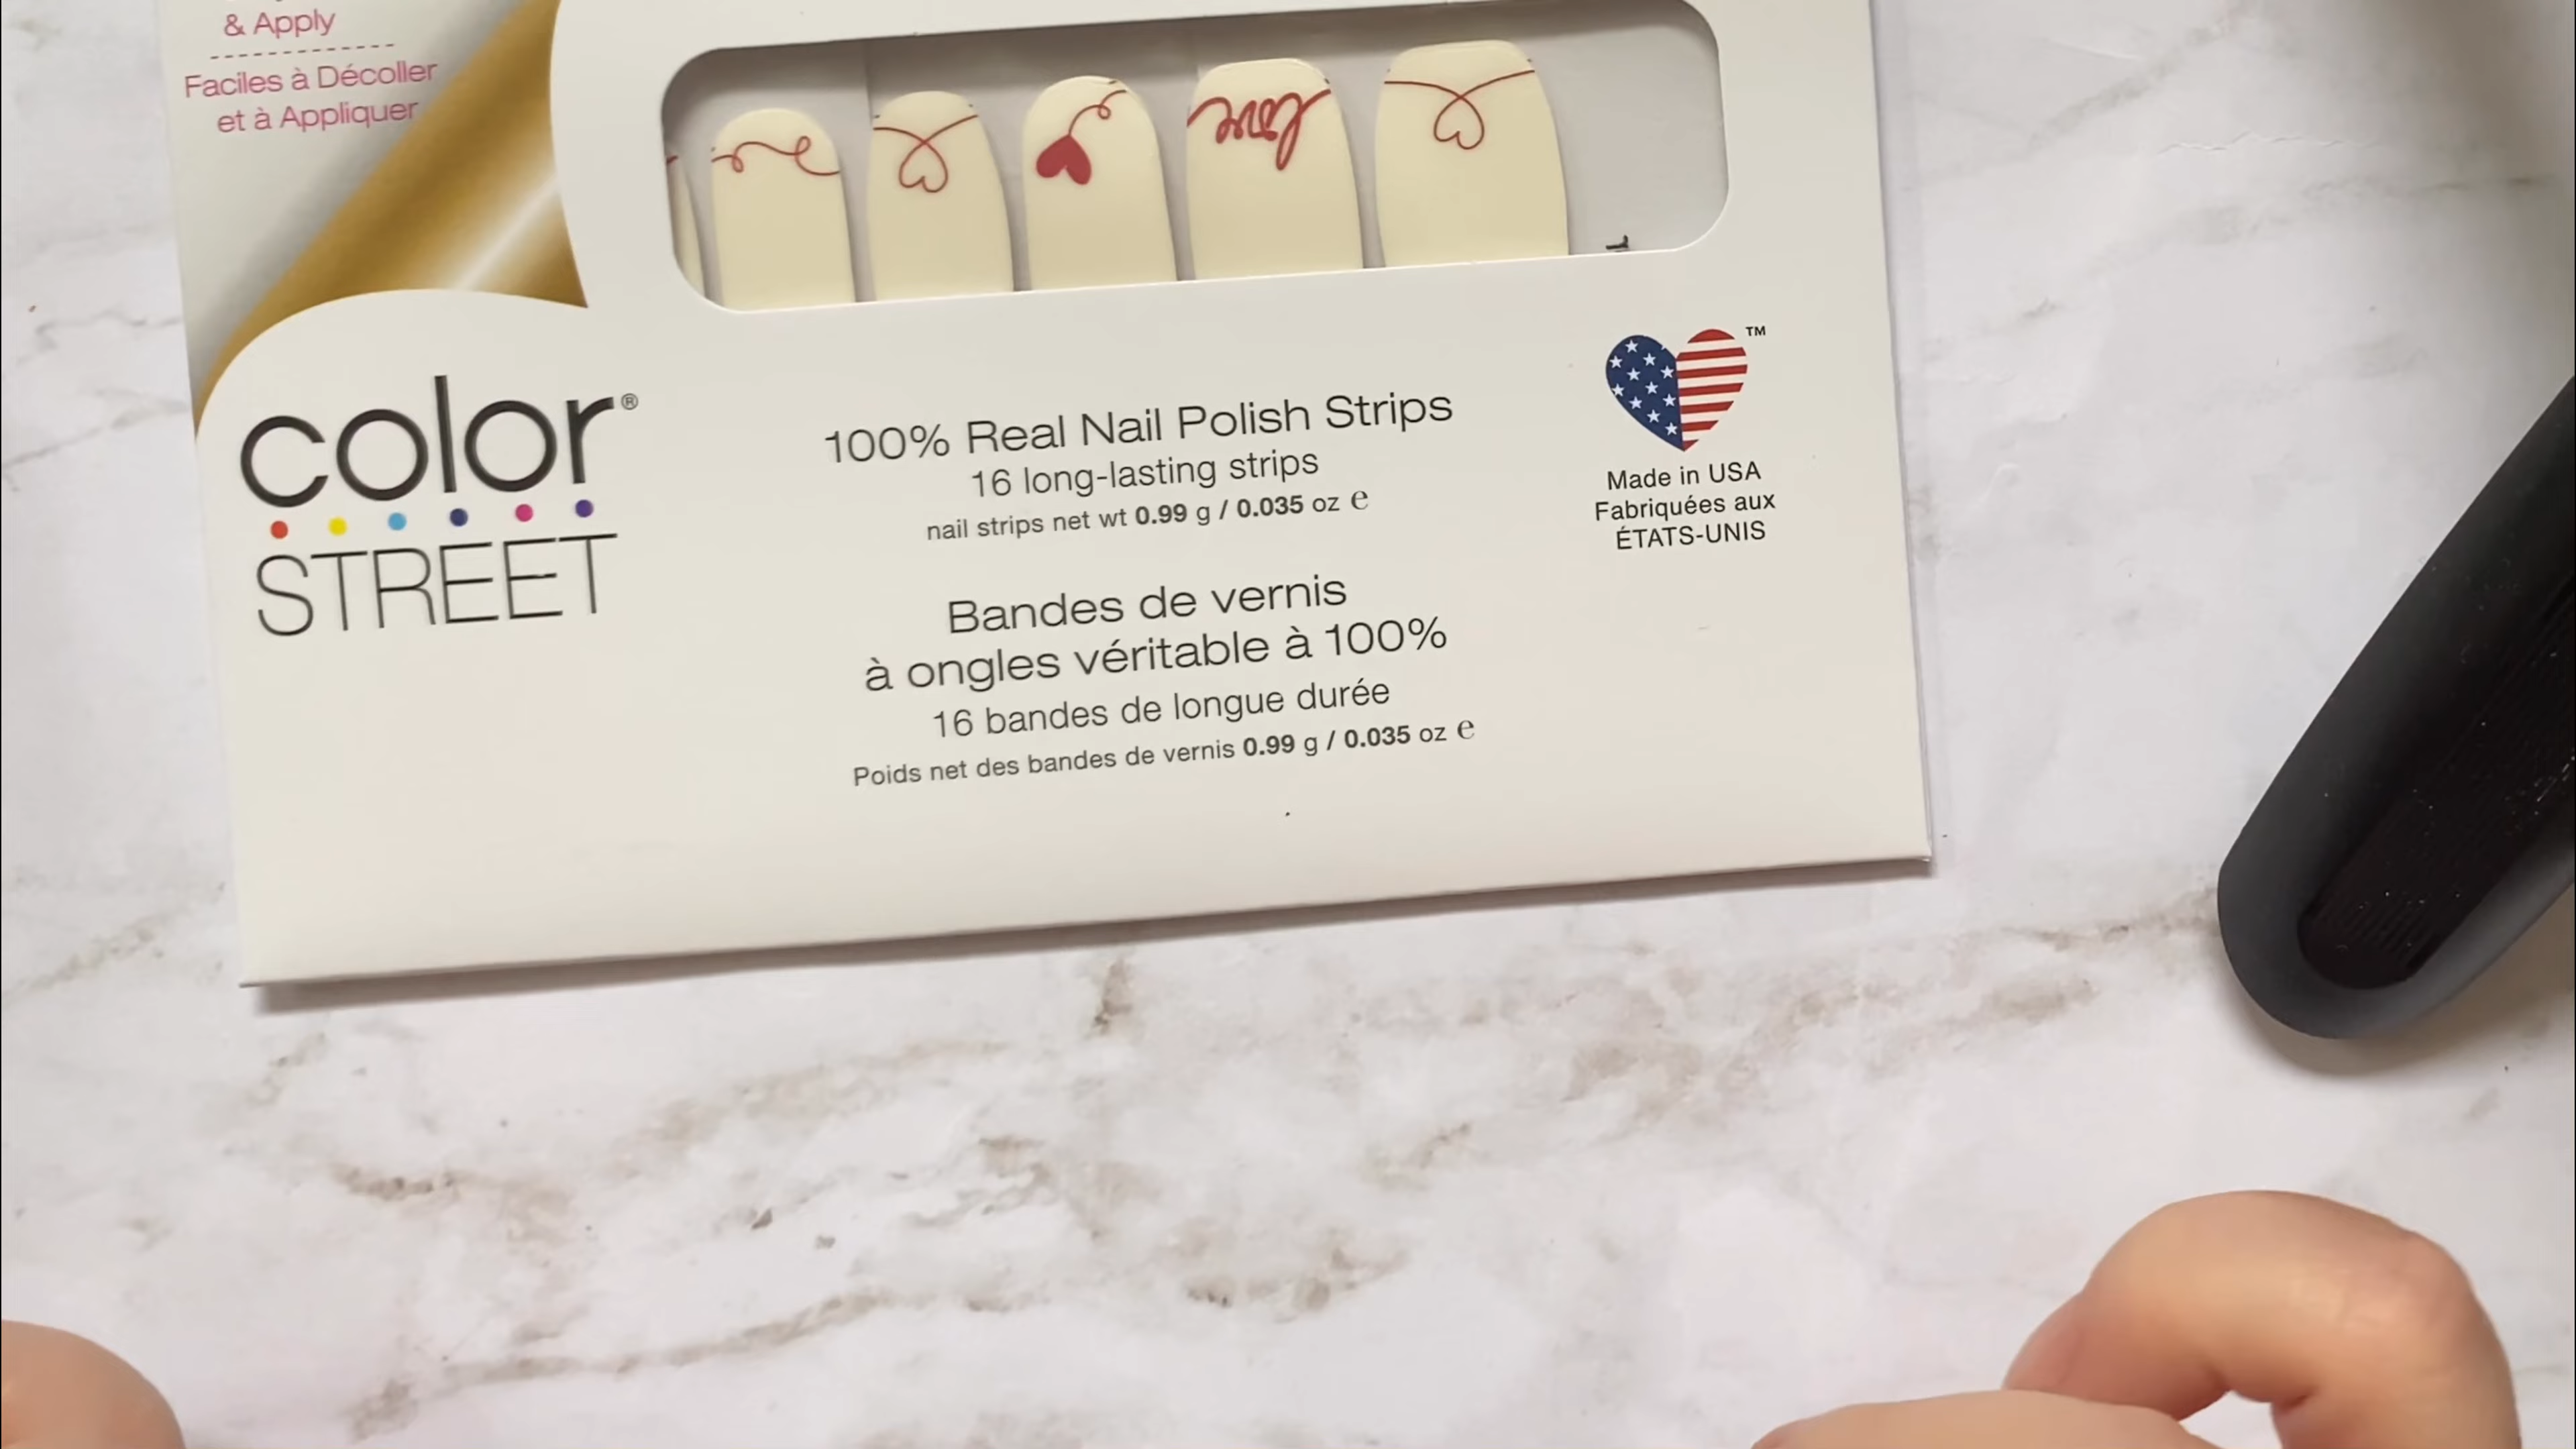 & Apply
Faciles à Décoller
et à Appliquer
color®
STREET
100% Real Nail Polish Strips
16 long-lasting strips
nail strips net wt 0.99 g / 0.035 oz e
Bandes de vernis
à ongles véritable à 100%
16 bandes de longue durée
Poids net des bandes de vernis 0.99 g / 0.035 oz e
TM
Made in USA
Fabriquées aux
ÉTATS-UNIS